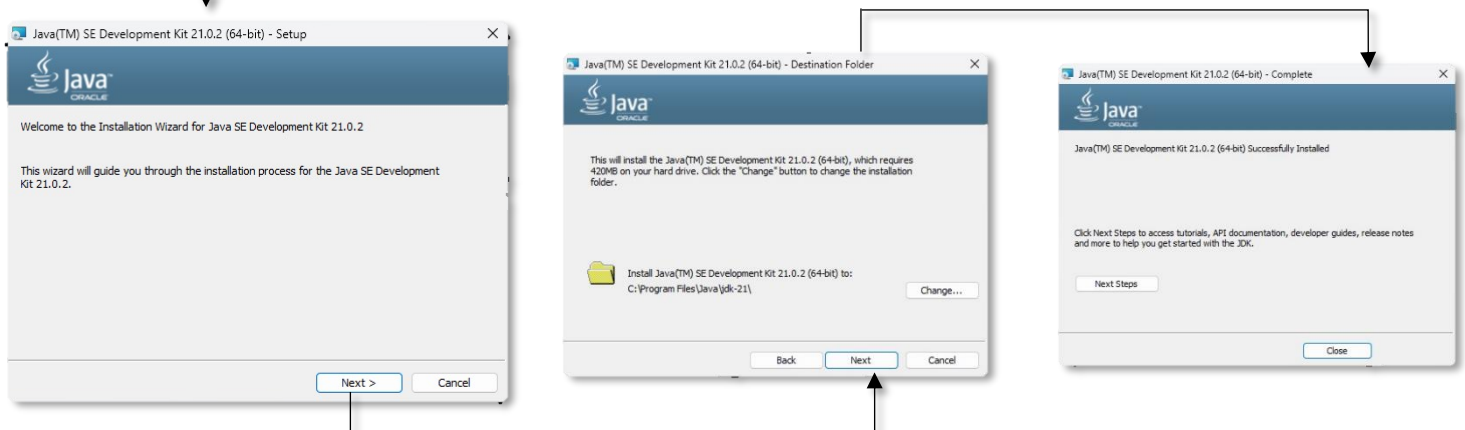 Java(TM) SE Development Kit 21.0.2 (64-bit) - Setup
Java
ORACLE
Welcome to the Installation Wizard for Java SE Development Kit 21.0.2
This wizard will guide you through the installation process for the Java SE Development
Kit 21.0.2.
Next >
Cancel
Java(TM) SE Development Kit 21.0.2 (64-bit) - Destination Folder
Java
ORACLE
This will install the Java(TM) SE Development Kit 21.0.2 (64-bit), which requires
420MB on your hard drive. Click the "Change" button to change the installation
folder.
Install Java(TM) SE Development Kit 21.0.2 (64-bit) to:
C:\Program Files\Java\jdk-21\
Change...
Back
Next
Cancel
Java(TM) SE Development Kit 21.0.2 (64-bit) - Complete
Java
ORACLE
Java(TM) SE Development Kit 21.0.2 (64-bit) Successfully Installed
Click Next Steps to access tutorials, API documentation, developer guides, release notes
and more to help you get started with the JDK.
Next Steps
Close